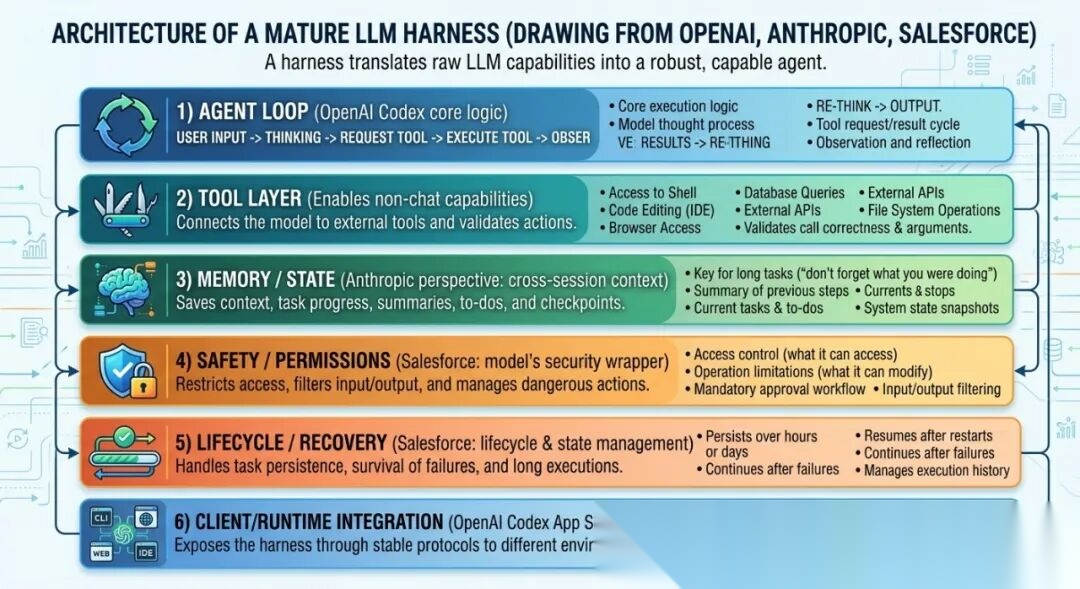 ARCHITECTURE OF A MATURE LLM HARNESS (DRAWING FROM OPENAI, ANTHROPIC, SALESFORCE)
A harness translates raw LLM capabilities into a robust, capable agent.
1) AGENT LOOP (OpenAI Codex core logic)
USER INPUT -> THINKING -> REQUEST TOOL -> EXECUTE TOOL -> OBSER
• Core execution logic
• Model thought process
VE: RESULTS -> RE-TTHING
• RE-THINK -> OUTPUT.
• Tool request/result cycle
• Observation and reflection
2) TOOL LAYER (Enables non-chat capabilities)
Connects the model to external tools and validates actions.
• Access to Shell
• Code Editing (IDE)
• Browser Access
• Database Queries
• External APIs
• External APIs
• File System Operations
• Validates call correctness & arguments.
3) MEMORY / STATE (Anthropic perspective: cross-session context)
Saves context, task progress, summaries, to-dos, and checkpoints.
• Key for long tasks (“don’t forget what you were doing”)
• Summary of previous steps
• Currents & stops
• Current tasks & to-dos
• System state snapshots
4) SAFETY / PERMISSIONS (Salesforce: model’s security wrapper)
Restricts access, filters input/output, and manages dangerous actions.
• Access control (what it can access)
• Operation limitations (what it can modify)
• Mandatory approval workflow
• Input/output filtering
5) LIFECYCLE / RECOVERY (Salesforce: lifecycle & state management)
Handles task persistence, survival of failures, and long executions.
• Persists over hours
or days
• Continues after failures
• Resumes after restarts
• Continues after failures
• Manages execution history
CLI
WEB
IDE
6) CLIENT/RUNTIME INTEGRATION (OpenAI Codex App S
Exposes the harness through stable protocols to different envir